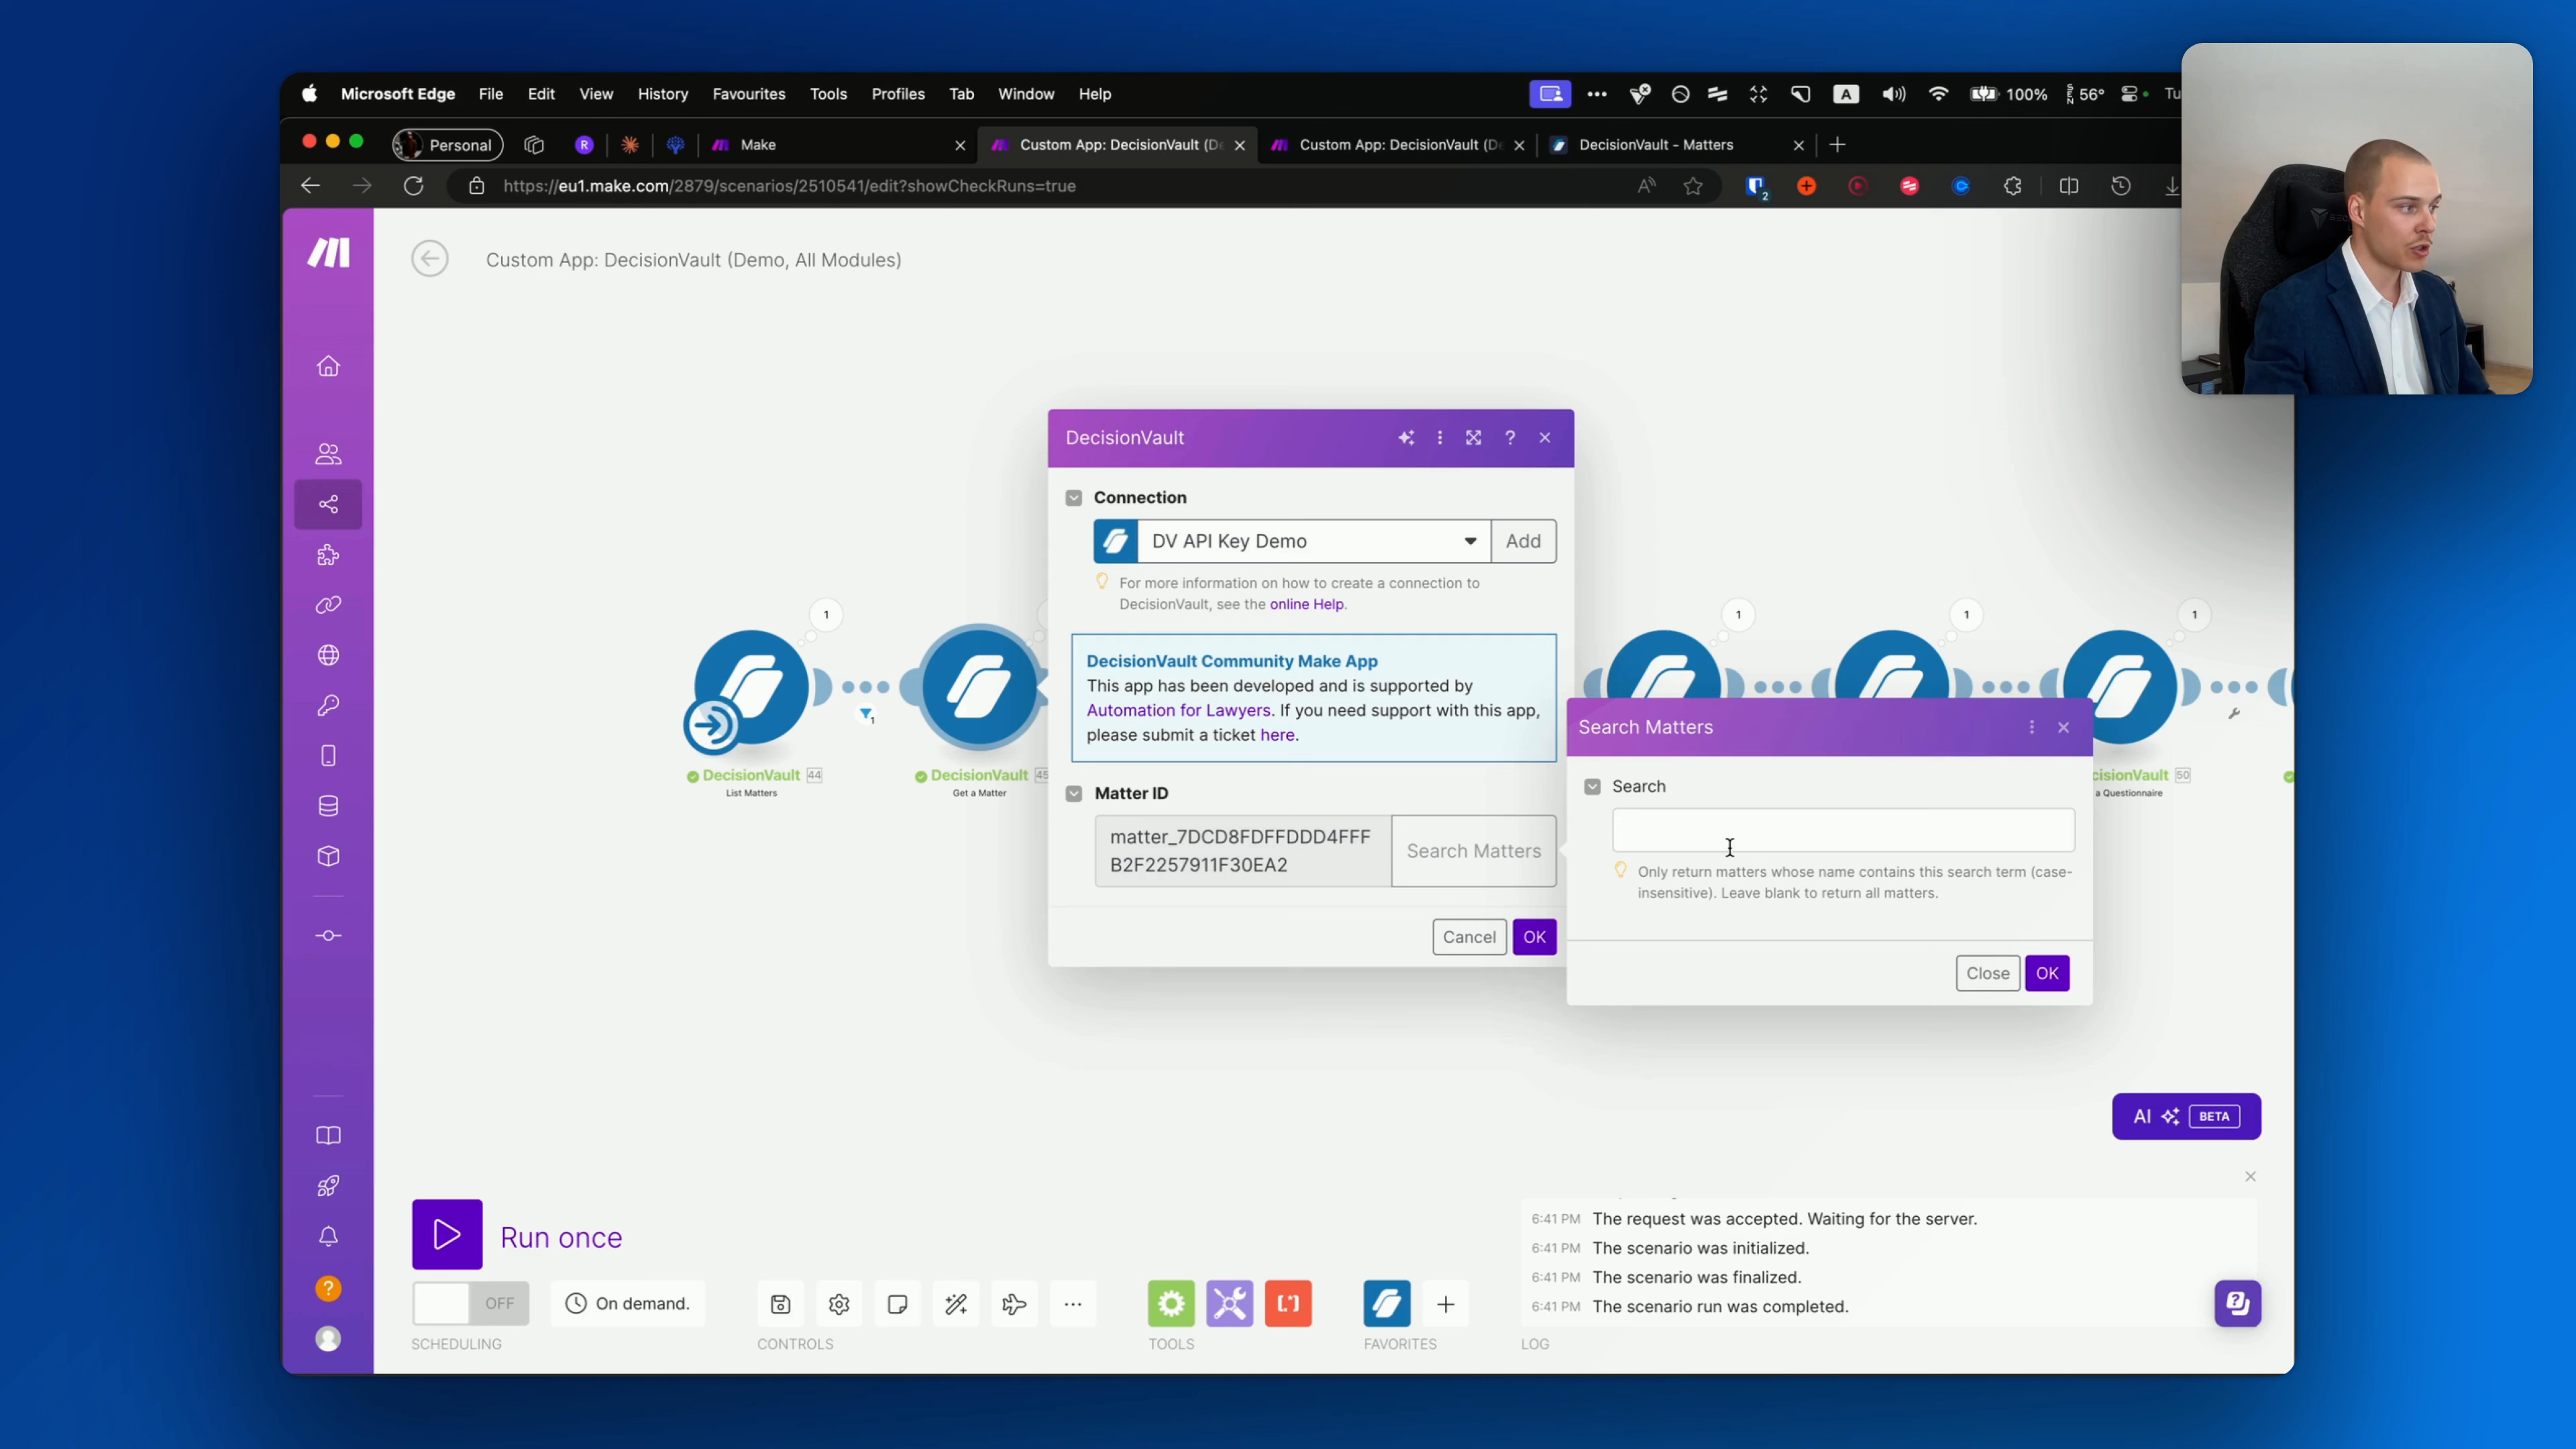 Microsoft Edge File Edit View History Favourites Tools Profiles Tab Window Help
A 100% 56° Tu
Personal
R
Make
Custom App: DecisionVault (De
Custom App: DecisionVault (De
DecisionVault - Matters
https://eu1.make.com/2879/scenarios/2510541/edit?showCheckRuns=true
2
Custom App: DecisionVault (Demo, All Modules)
DecisionVault
Connection
DV API Key Demo
Add
For more information on how to create a connection to
DecisionVault, see the online Help.
DecisionVault Community Make App
This app has been developed and is supported by
Automation for Lawyers. If you need support with this app,
please submit a ticket here.
Matter ID
matter_7DCD8FDFFDDD4FFF
B2F2257911F30EA2
Search Matters
Cancel
OK
1
1
DecisionVault 44
List Matters
DecisionVault 45
Get a Matter
1
1
1
cisionVault 50
a Questionnaire
Search Matters
Search
Only return matters whose name contains this search term (case-
insensitive). Leave blank to return all matters.
Close
OK
AI BETA
Run once
OFF
On demand.
SCHEDULING
CONTROLS
TOOLS
FAVORITES
LOG
6:41 PM The request was accepted. Waiting for the server.
6:41 PM The scenario was initialized.
6:41 PM The scenario was finalized.
6:41 PM The scenario run was completed.